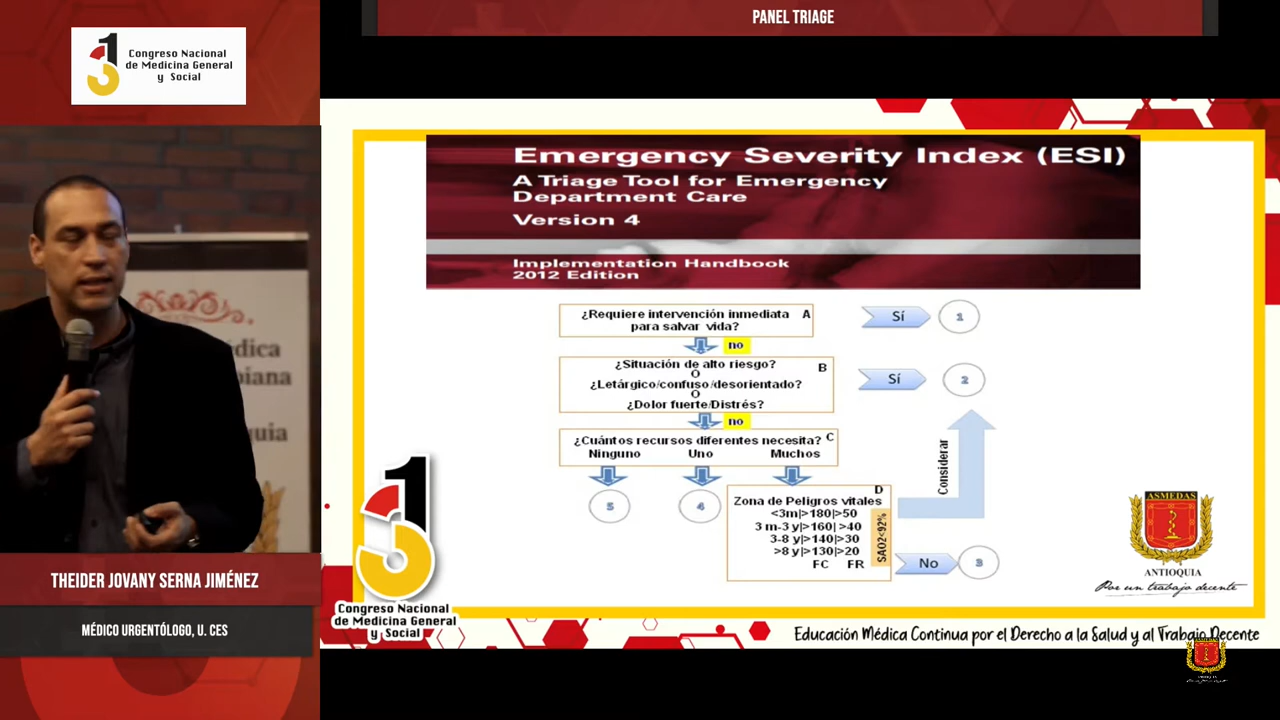 PANEL TRIAGE
Congreso Nacional
de Medicina General
y Social
dica
iana
quia
THEIDER JOVANY SERNA JIMÉNEZ
MÉDICO URGENTÓLOGO, U. CES
Emergency Severity Index (ESI)
A Triage Tool for Emergency
Department Care
Version 4
Implementation Handbook
2012 Edition
¿Requiere intervención inmediata A
para salvar vida?
Sí
1
no
¿Situación de alto riesgo? B
O
¿Letárgico/confuso/desorientado?
O
¿Dolor fuerte/Distrés?
Sí
2
no
¿Cuántos recursos diferentes necesita? C
Ninguno Uno Muchos
5
4
D
Zona de Peligros vitales
<3m|>180|>50
3 m-3 y|>160| >40
3-8 y|>140|>30
>8 y|>130|>20
FC FR
SAO2<92%
Considerar
No
3
Congreso Nacional
de Medicina General
y Social
ASMEDAS
ANTIOQUIA
Por un trabajo decente
Educación Médica Continua por el Derecho a la Salud y al Trabajo Decente